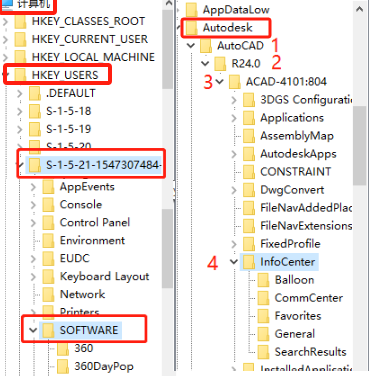 计算机
HKEY_CLASSES_ROOT
HKEY_CURRENT_USER
HKEY_LOCAL_MACHINE
HKEY_USERS
.DEFAULT
S-1-5-18
S-1-5-19
S-1-5-20
S-1-5-21-1547307484-
AppEvents
Console
Control Panel
Environment
EUDC
Keyboard Layout
Network
Printers
SOFTWARE
360
360DayPop
AppDataLow
Autodesk
AutoCAD 1
R24.0 2
3 ACAD-4101:804
3DGS Configuratio
Applications
AssemblyMap
AutodeskApps
CONSTRAINT
DwgConvert
FileNavAddedPlac
FileNavExtensions
FixedProfile
4 InfoCenter
Balloon
CommCenter
Favorites
General
SearchResults
InstalledApplication